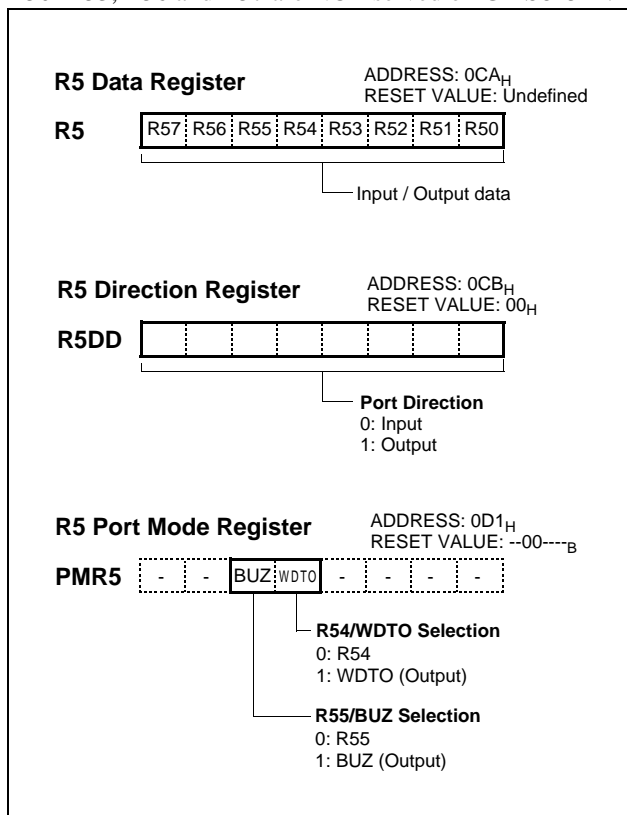 R5 Data Register
ADDRESS: 0CAH
RESET VALUE: Undefined
R5
R57 R56 R55 R54 R53 R52 R51 R50
Input / Output data
R5 Direction Register
ADDRESS: 0CBH
RESET VALUE: 00H
R5DD
Port Direction
0: Input
1: Output
R5 Port Mode Register
ADDRESS: 0D1H
RESET VALUE: --00----B
PMR5
- - BUZ WDTO - - - -
R54/WDTO Selection
0: R54
1: WDTO (Output)
R55/BUZ Selection
0: R55
1: BUZ (Output)